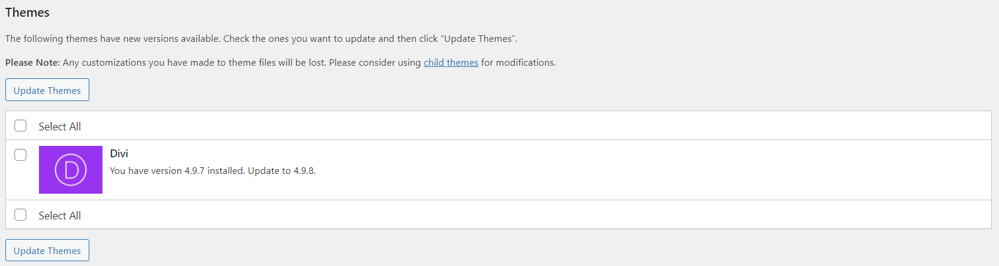 Themes
The following themes have new versions available. Check the ones you want to update and then click “Update Themes”.
Please Note: Any customizations you have made to theme files will be lost. Please consider using child themes for modifications.
Update Themes
Select All
D
Divi
You have version 4.9.7 installed. Update to 4.9.8.
Select All
Update Themes